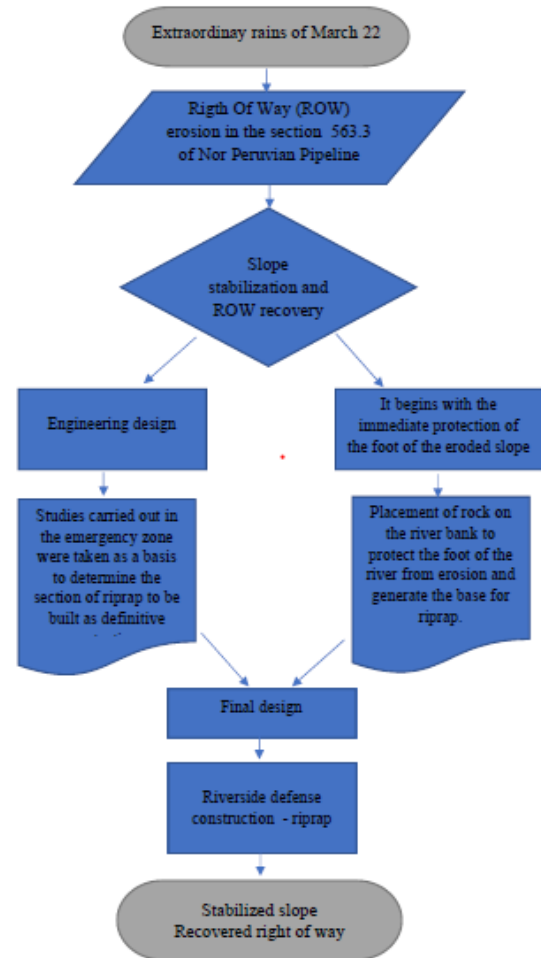 Extraordinay rains of March 22
Rigth Of Way (ROW)
erosion in the section 563.3
of Nor Peruvian Pipeline
Slope
stabilization and
ROW recovery
Engineering design
It begins with the
immediate protection of
the foot of the eroded slope
Studies carried out in
the emergency zone
were taken as a basis
to determine the
section of riprap to be
built as definitive
Placement of rock on
the river bank to
protect the foot of the
river from erosion and
generate the base for
riprap.
Final design
Riverside defense
construction - riprap
Stabilized slope
Recovered right of way